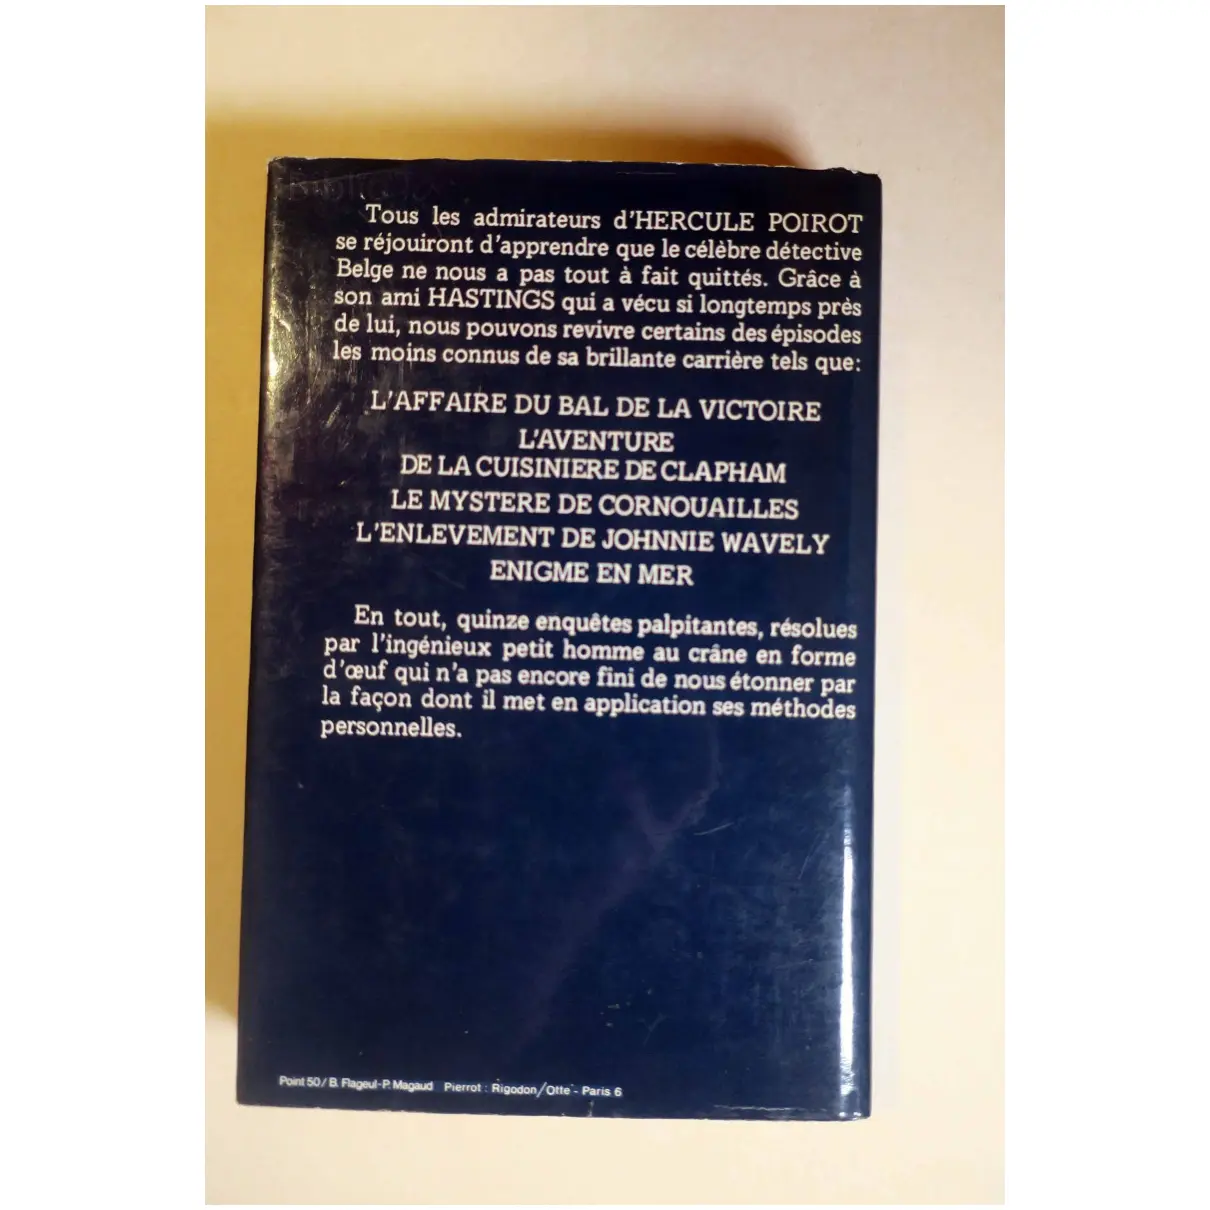 Tous les admirateurs d'HERCULE POIROT
se réjouiront d'apprendre que le célèbre détective
Belge ne nous a pas tout à fait quittés. Grâce à
son ami HASTINGS qui a vécu si longtemps près
de lui, nous pouvons revivre certains des épisodes
les moins connus de sa brillante carrière tels que:
L'AFFAIRE DU BAL DE LA VICTOIRE
L'AVENTURE
DE LA CUISINIERE DE CLAPHAM
LE MYSTERE DE CORNOUAILLES
L'ENLEVEMENT DE JOHNNIE WAVELY
ENIGME EN MER
En tout, quinze enquêtes palpitantes, résolues
par l'ingénieux petit homme au crâne en forme
d'œuf qui n'a pas encore fini de nous étonner par
la façon dont il met en application ses méthodes
personnelles.
Point 50/B. Flageul-P. Magaud Pierrot : Rigodon/Otte - Paris 6